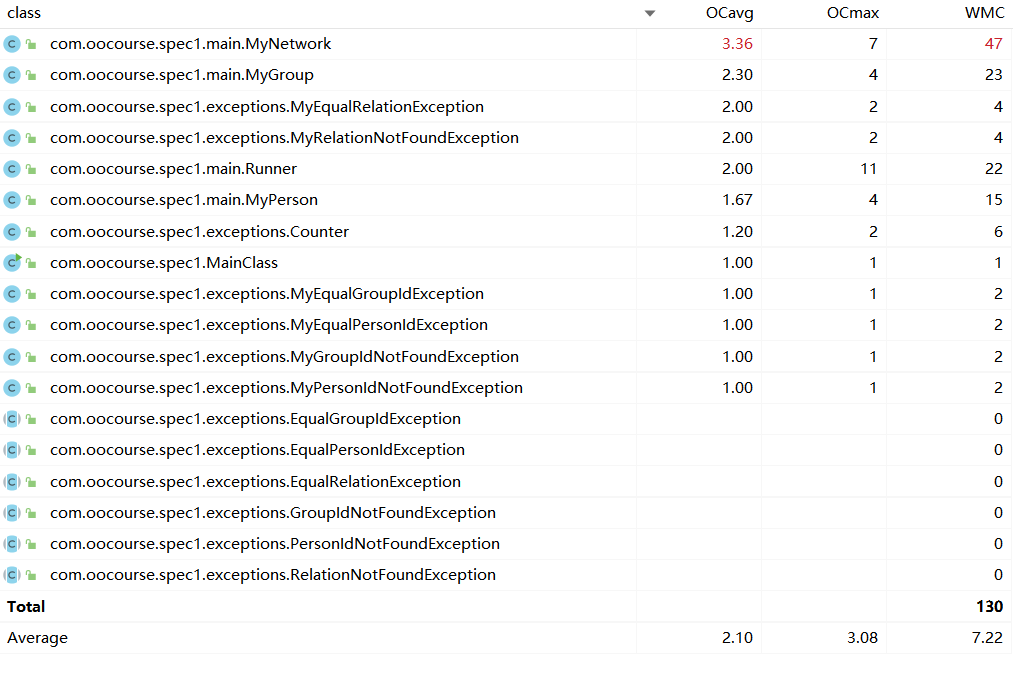 class OCavg OCmax WMC
com.oocourse.spec1.main.MyNetwork 3.36 7 47
com.oocourse.spec1.main.MyGroup 2.30 4 23
com.oocourse.spec1.exceptions.MyEqualRelationException 2.00 2 4
com.oocourse.spec1.exceptions.MyRelationNotFoundException 2.00 2 4
com.oocourse.spec1.main.Runner 2.00 11 22
com.oocourse.spec1.main.MyPerson 1.67 4 15
com.oocourse.spec1.exceptions.Counter 1.20 2 6
com.oocourse.spec1.MainClass 1.00 1 1
com.oocourse.spec1.exceptions.MyEqualGroupIdException 1.00 1 2
com.oocourse.spec1.exceptions.MyEqualPersonIdException 1.00 1 2
com.oocourse.spec1.exceptions.MyGroupIdNotFoundException 1.00 1 2
com.oocourse.spec1.exceptions.MyPersonIdNotFoundException 1.00 1 2
com.oocourse.spec1.exceptions.EqualGroupIdException 0
com.oocourse.spec1.exceptions.EqualPersonIdException 0
com.oocourse.spec1.exceptions.EqualRelationException 0
com.oocourse.spec1.exceptions.GroupIdNotFoundException 0
com.oocourse.spec1.exceptions.PersonIdNotFoundException 0
com.oocourse.spec1.exceptions.RelationNotFoundException 0
Total 130
Average 2.10 3.08 7.22